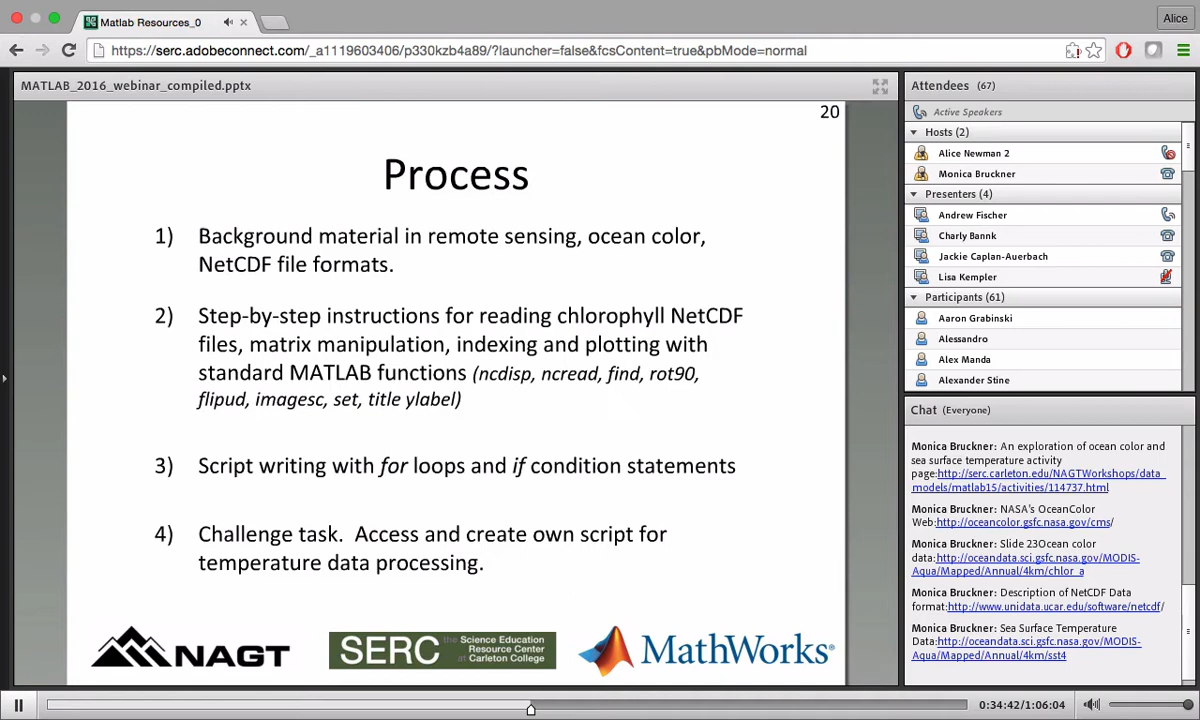 Matlab Resources_0
Alice
https://serc.adobeconnect.com/_a1119603406/p330kzb4a89/?launcher=false&fcsContent=true&pbMode=normal
MATLAB_2016_webinar_compiled.pptx
20
Process
1) Background material in remote sensing, ocean color,
NetCDF file formats.
2) Step-by-step instructions for reading chlorophyll NetCDF
files, matrix manipulation, indexing and plotting with
standard MATLAB functions (ncdisp, ncread, find, rot90,
flipud, imagesc, set, title ylabel)
3) Script writing with for loops and if condition statements
4) Challenge task. Access and create own script for
temperature data processing.
NAGT
SERC the Science Education
Resource Center
at Carleton College
MathWorks®
Attendees (67)
Active Speakers
Hosts (2)
Alice Newman 2
Monica Bruckner
Presenters (4)
Andrew Fischer
Charly Bannk
Jackie Caplan-Auerbach
Lisa Kempler
Participants (61)
Aaron Grabinski
Alessandro
Alex Manda
Alexander Stine
Chat (Everyone)
Monica Bruckner: An exploration of ocean color and
sea surface temperature activity
page:http://serc.carleton.edu/NAGTWorkshops/data_
models/matlab15/activities/114737.html
Monica Bruckner: NASA's OceanColor
Web:http://oceancolor.gsfc.nasa.gov/cms/
Monica Bruckner: Slide 23Ocean color
data:http://oceandata.sci.gsfc.nasa.gov/MODIS-
Aqua/Mapped/Annual/4km/chlor_a
Monica Bruckner: Description of NetCDF Data
format:http://www.unidata.ucar.edu/software/netcdf/
Monica Bruckner: Sea Surface Temperature
Data:http://oceandata.sci.gsfc.nasa.gov/MODIS-
Aqua/Mapped/Annual/4km/sst4
0:34:42/1:06:04